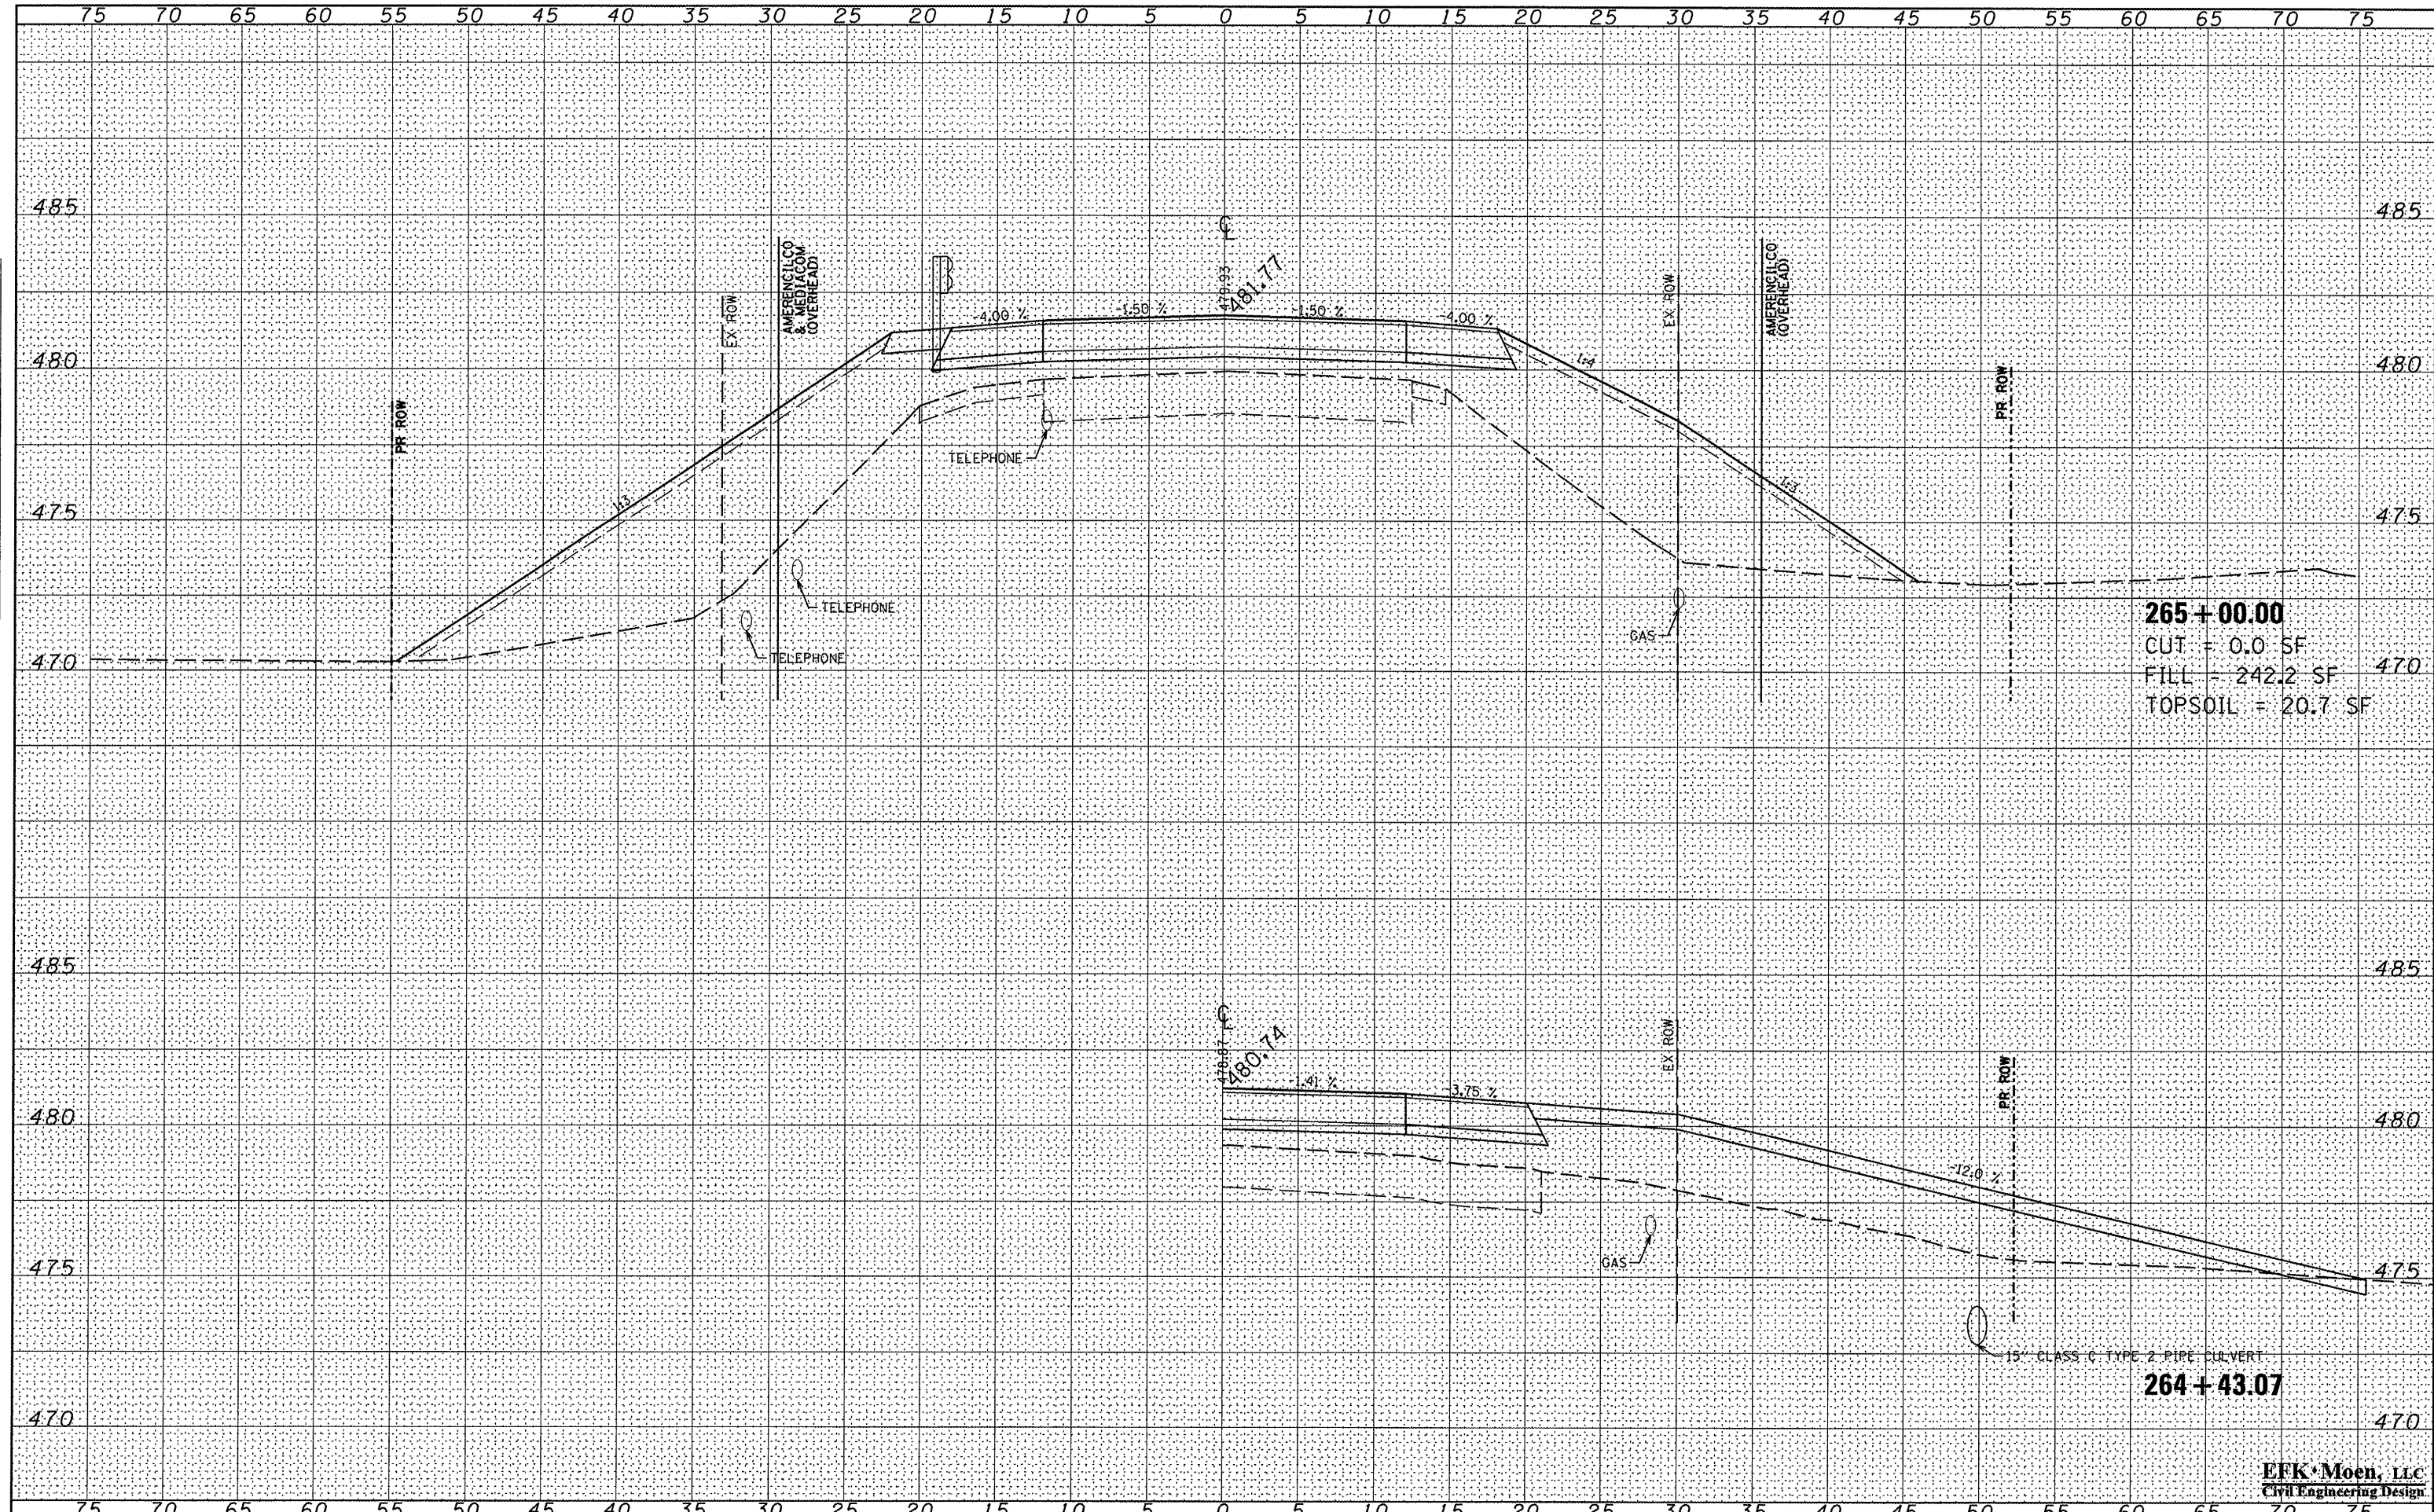 75 70 65 60 55 50 45 40 35 30 25 20 15 10 5 0 5 10 15 20 25 30 35 40 45 50 55 60 65 70 75
485 485
480 480
475 475
470 470
PR ROW
EX ROW
AMERENCILCO
& MEDIACOM
(OVERHEAD)
℄
479.93
481.77
-4.00 %
-1.50 %
-1.50 %
-4.00 %
1:3
1:4
1:3
EX ROW
AMERENCILCO
(OVERHEAD)
PR ROW
TELEPHONE
TELEPHONE
TELEPHONE
GAS
265+00.00
CUT = 0.0 SF
FILL = 242.2 SF
TOPSOIL = 20.7 SF
485 485
480 480
475 475
470 470
℄
480.74
-1.41 %
-3.75 %
EX ROW
PR ROW
-12.0 %
GAS
15" CLASS C TYPE 2 PIPE CULVERT
264+43.07
EFK•Moen, LLC
Civil Engineering Design
75 70 65 60 55 50 45 40 35 30 25 20 15 10 5 0 5 10 15 20 25 30 35 40 45 50 55 60 65 70 75